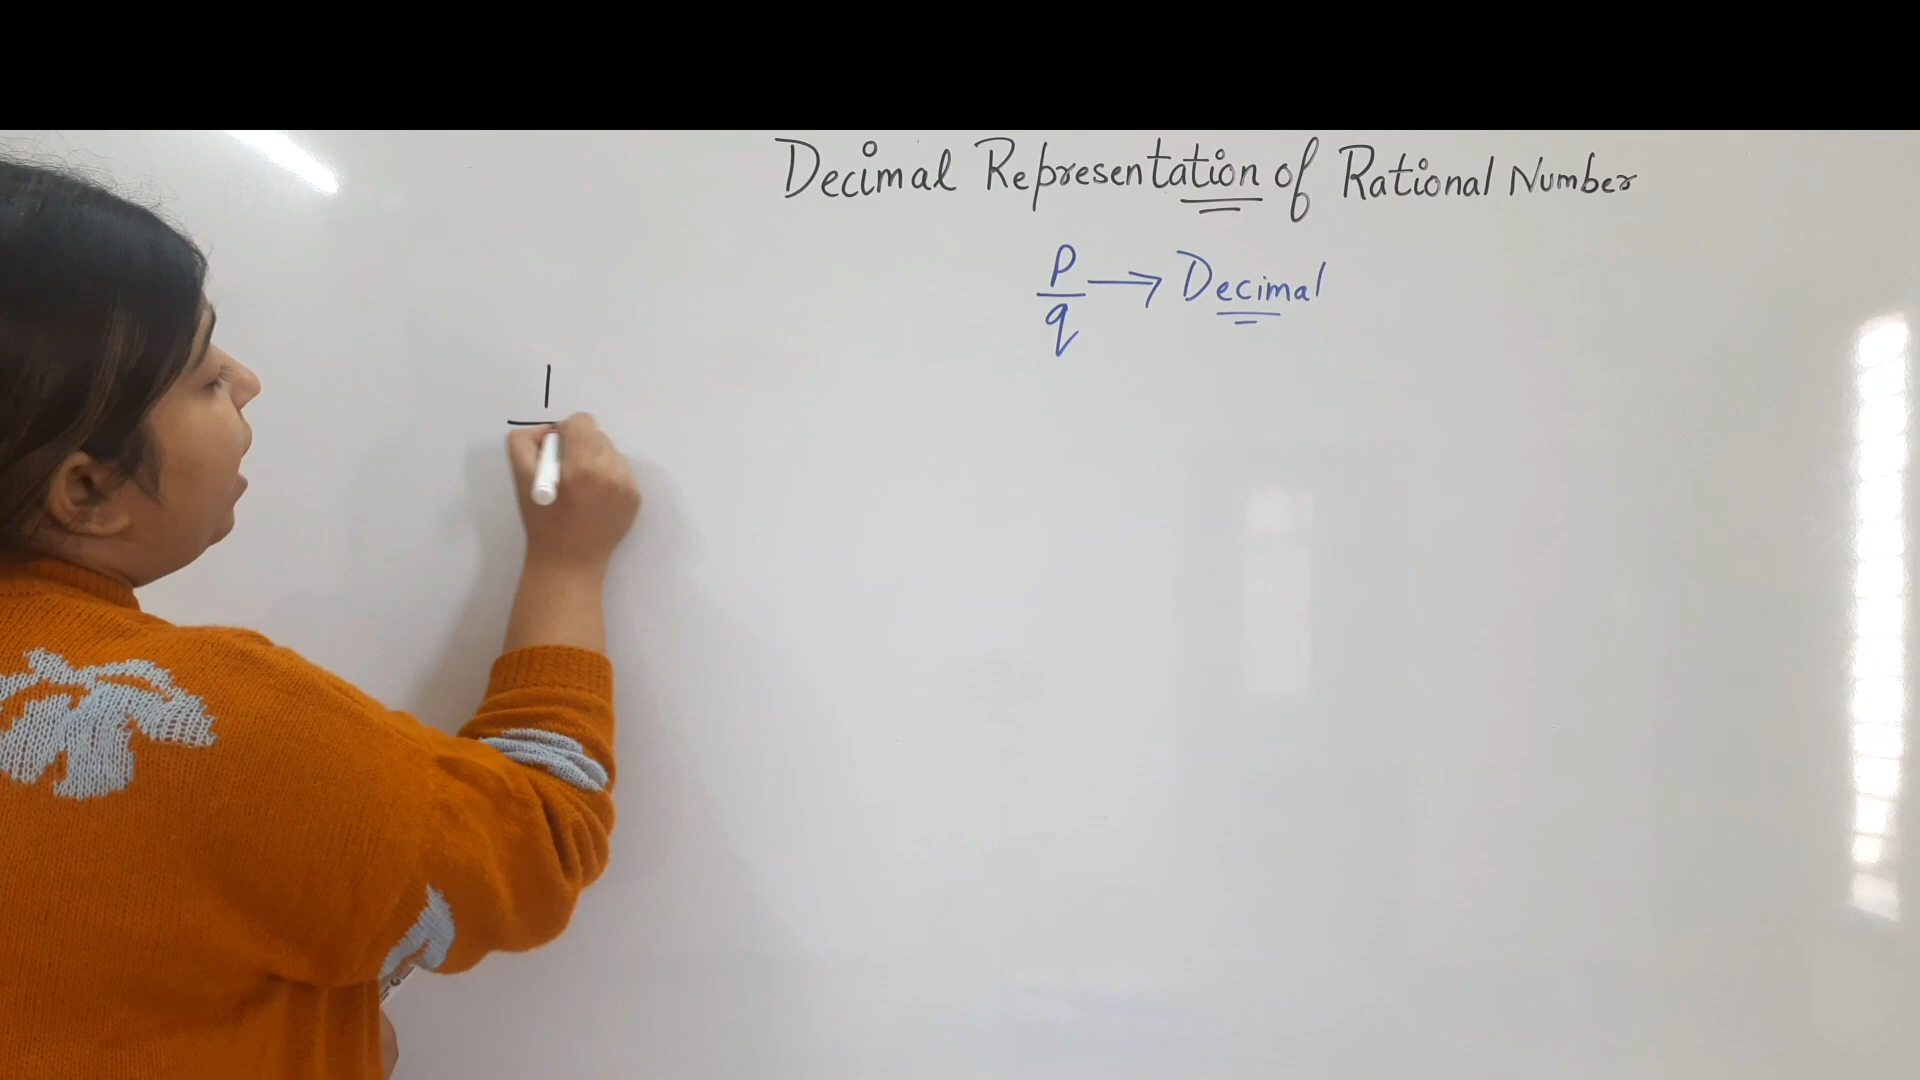 Decimal Representation of Rational Number
p/q → Decimal
1